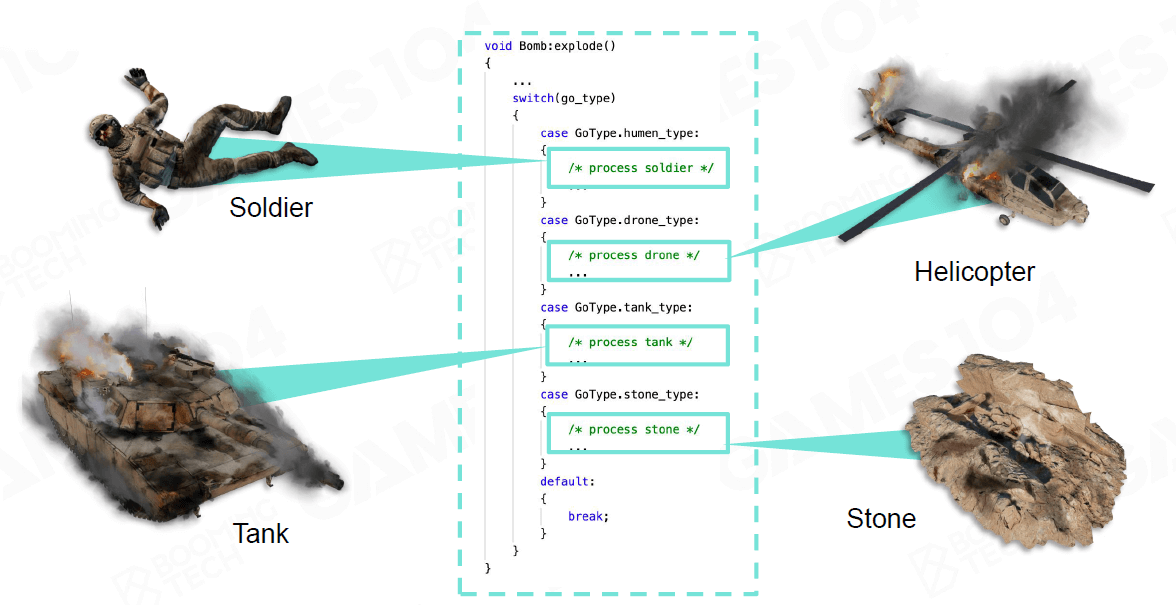 void Bomb:explode()
{
...
switch(go_type)
{
case GoType.humen_type:
{
/* process soldier */
...
}
case GoType.drone_type:
{
/* process drone */
...
}
case GoType.tank_type:
{
/* process tank */
...
}
case GoType.stone_type:
{
/* process stone */
...
}
default:
{
break;
}
}
}
Soldier
Helicopter
Tank
Stone
GAMES104
BOOMING
TECH